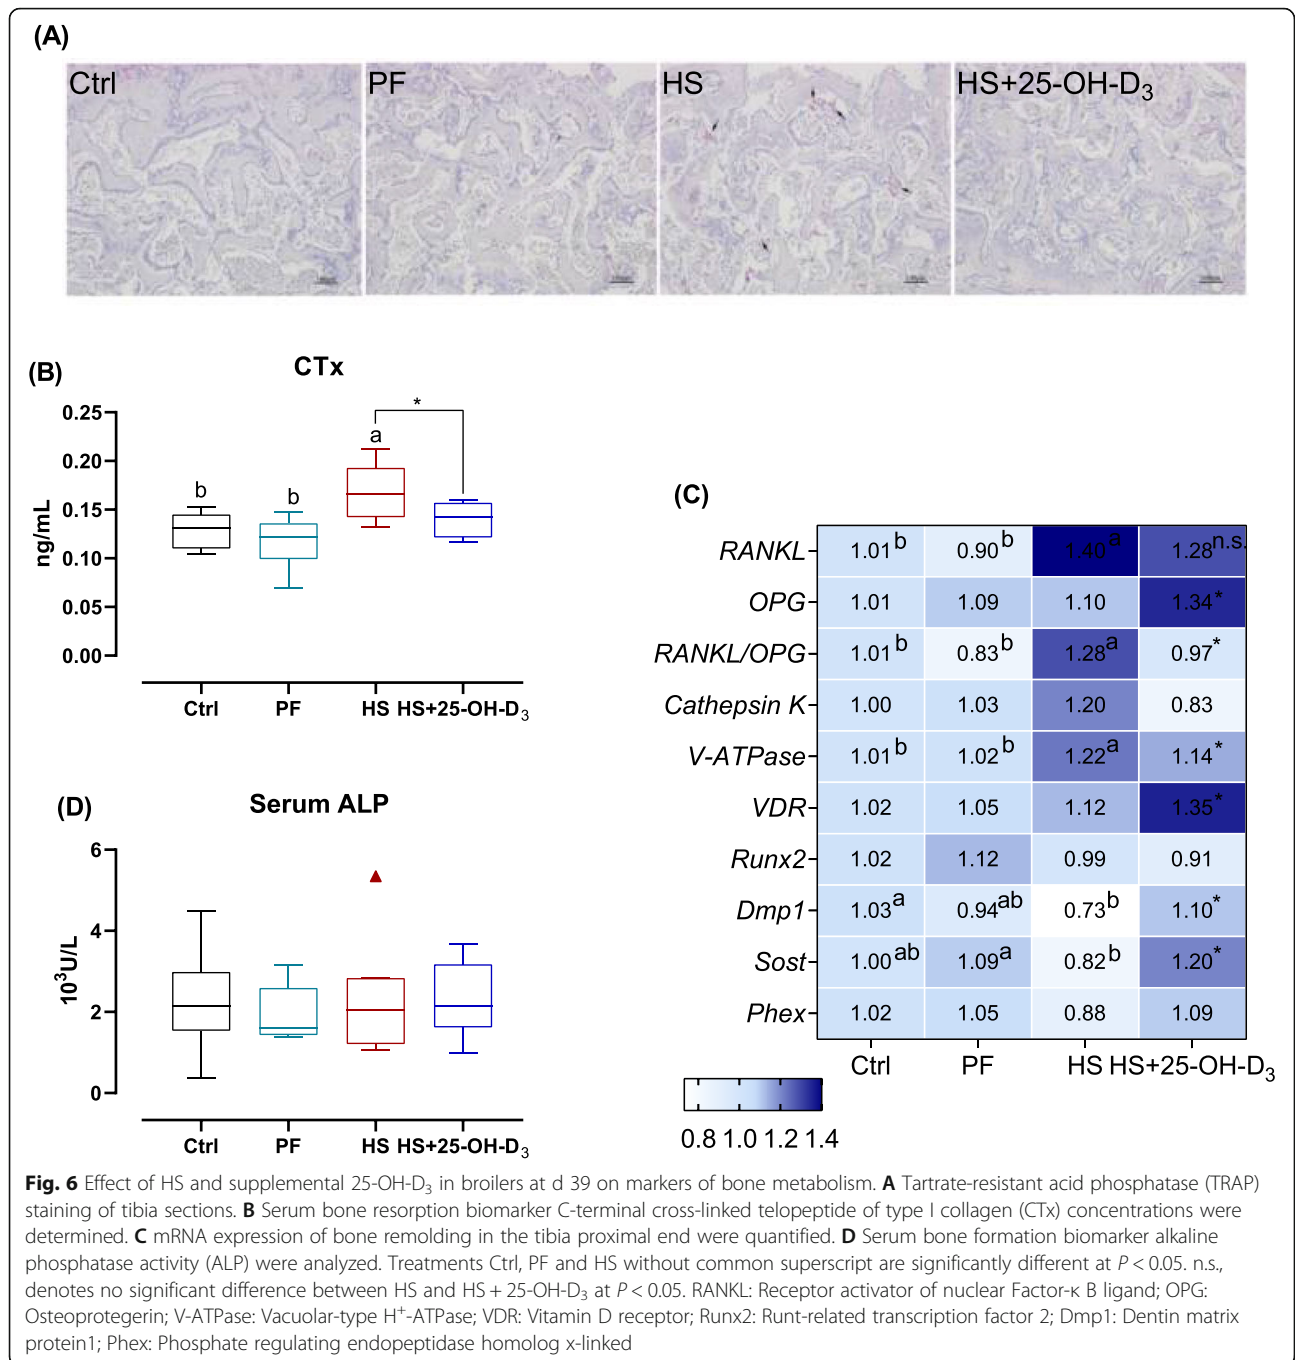 (A)
Ctrl PF HS HS+25-OH-D3
(B)
CTx
*
a
b b
0.25
0.20
0.15
0.10
0.05
0.00
ng/mL
Ctrl PF HS HS+25-OH-D3
(C)
RANKL 1.01b 0.90b 1.40a 1.28n.s.
OPG 1.01 1.09 1.10 1.34*
RANKL/OPG 1.01b 0.83b 1.28a 0.97*
Cathepsin K 1.00 1.03 1.20 0.83
V-ATPase 1.01b 1.02b 1.22a 1.14*
VDR 1.02 1.05 1.12 1.35*
Runx2 1.02 1.12 0.99 0.91
Dmp1 1.03a 0.94ab 0.73b 1.10*
Sost 1.00ab 1.09a 0.82b 1.20*
Phex 1.02 1.05 0.88 1.09
Ctrl PF HS HS+25-OH-D3
0.8 1.0 1.2 1.4
(D)
Serum ALP
6
4
2
0
10³U/L
Ctrl PF HS HS+25-OH-D3
Fig. 6 Effect of HS and supplemental 25-OH-D3 in broilers at d 39 on markers of bone metabolism. A Tartrate-resistant acid phosphatase (TRAP)
staining of tibia sections. B Serum bone resorption biomarker C-terminal cross-linked telopeptide of type I collagen (CTx) concentrations were
determined. C mRNA expression of bone remolding in the tibia proximal end were quantified. D Serum bone formation biomarker alkaline
phosphatase activity (ALP) were analyzed. Treatments Ctrl, PF and HS without common superscript are significantly different at P < 0.05. n.s.,
denotes no significant difference between HS and HS + 25-OH-D3 at P < 0.05. RANKL: Receptor activator of nuclear Factor-κ B ligand; OPG:
Osteoprotegerin; V-ATPase: Vacuolar-type H+-ATPase; VDR: Vitamin D receptor; Runx2: Runt-related transcription factor 2; Dmp1: Dentin matrix
protein1; Phex: Phosphate regulating endopeptidase homolog x-linked